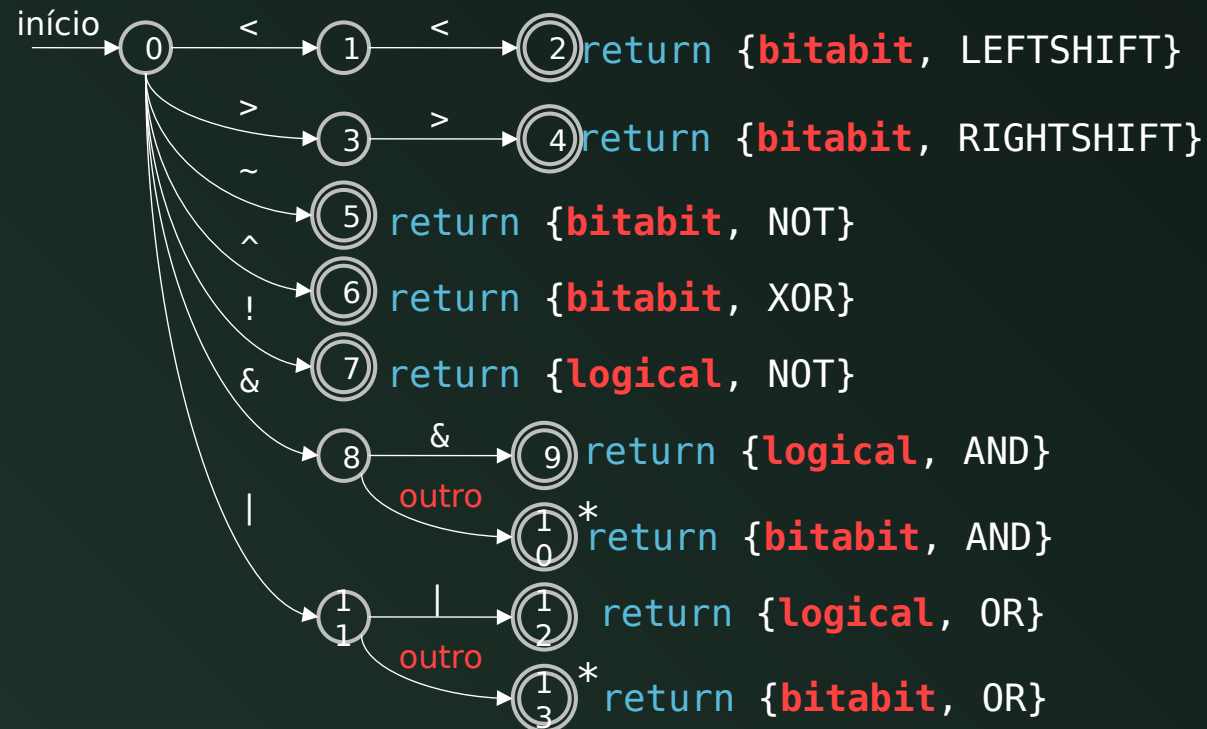 início
0 < 1 < 2 return {bitabit, LEFTSHIFT}
> 3 > 4 return {bitabit, RIGHTSHIFT}
~ 5 return {bitabit, NOT}
^ 6 return {bitabit, XOR}
! 7 return {logical, NOT}
& 8 & 9 return {logical, AND}
outro 10 * return {bitabit, AND}
| 11 | 12 return {logical, OR}
outro 13 * return {bitabit, OR}